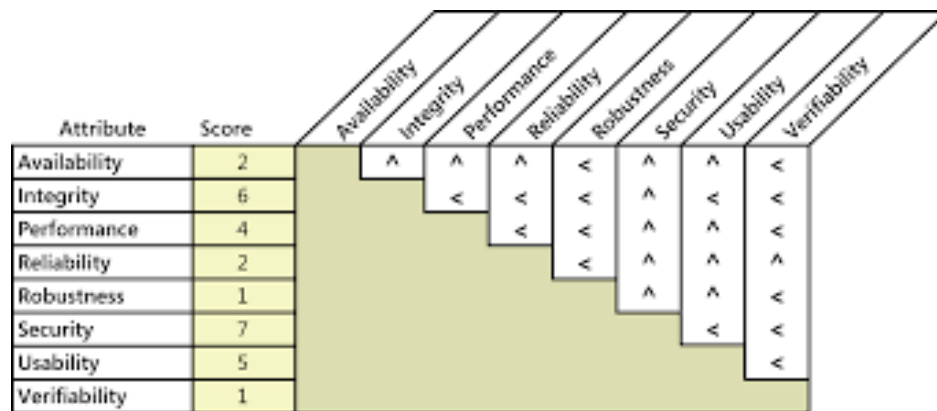 Availability Integrity Performance Reliability Robustness Security Usability Verifiability
Attribute Score
Availability 2 ^ ^ ^ < ^ ^ <
Integrity 6 < < < ^ < <
Performance 4 < < ^ ^ <
Reliability 2 < ^ ^ ^
Robustness 1 ^ ^ <
Security 7 < <
Usability 5 <
Verifiability 1